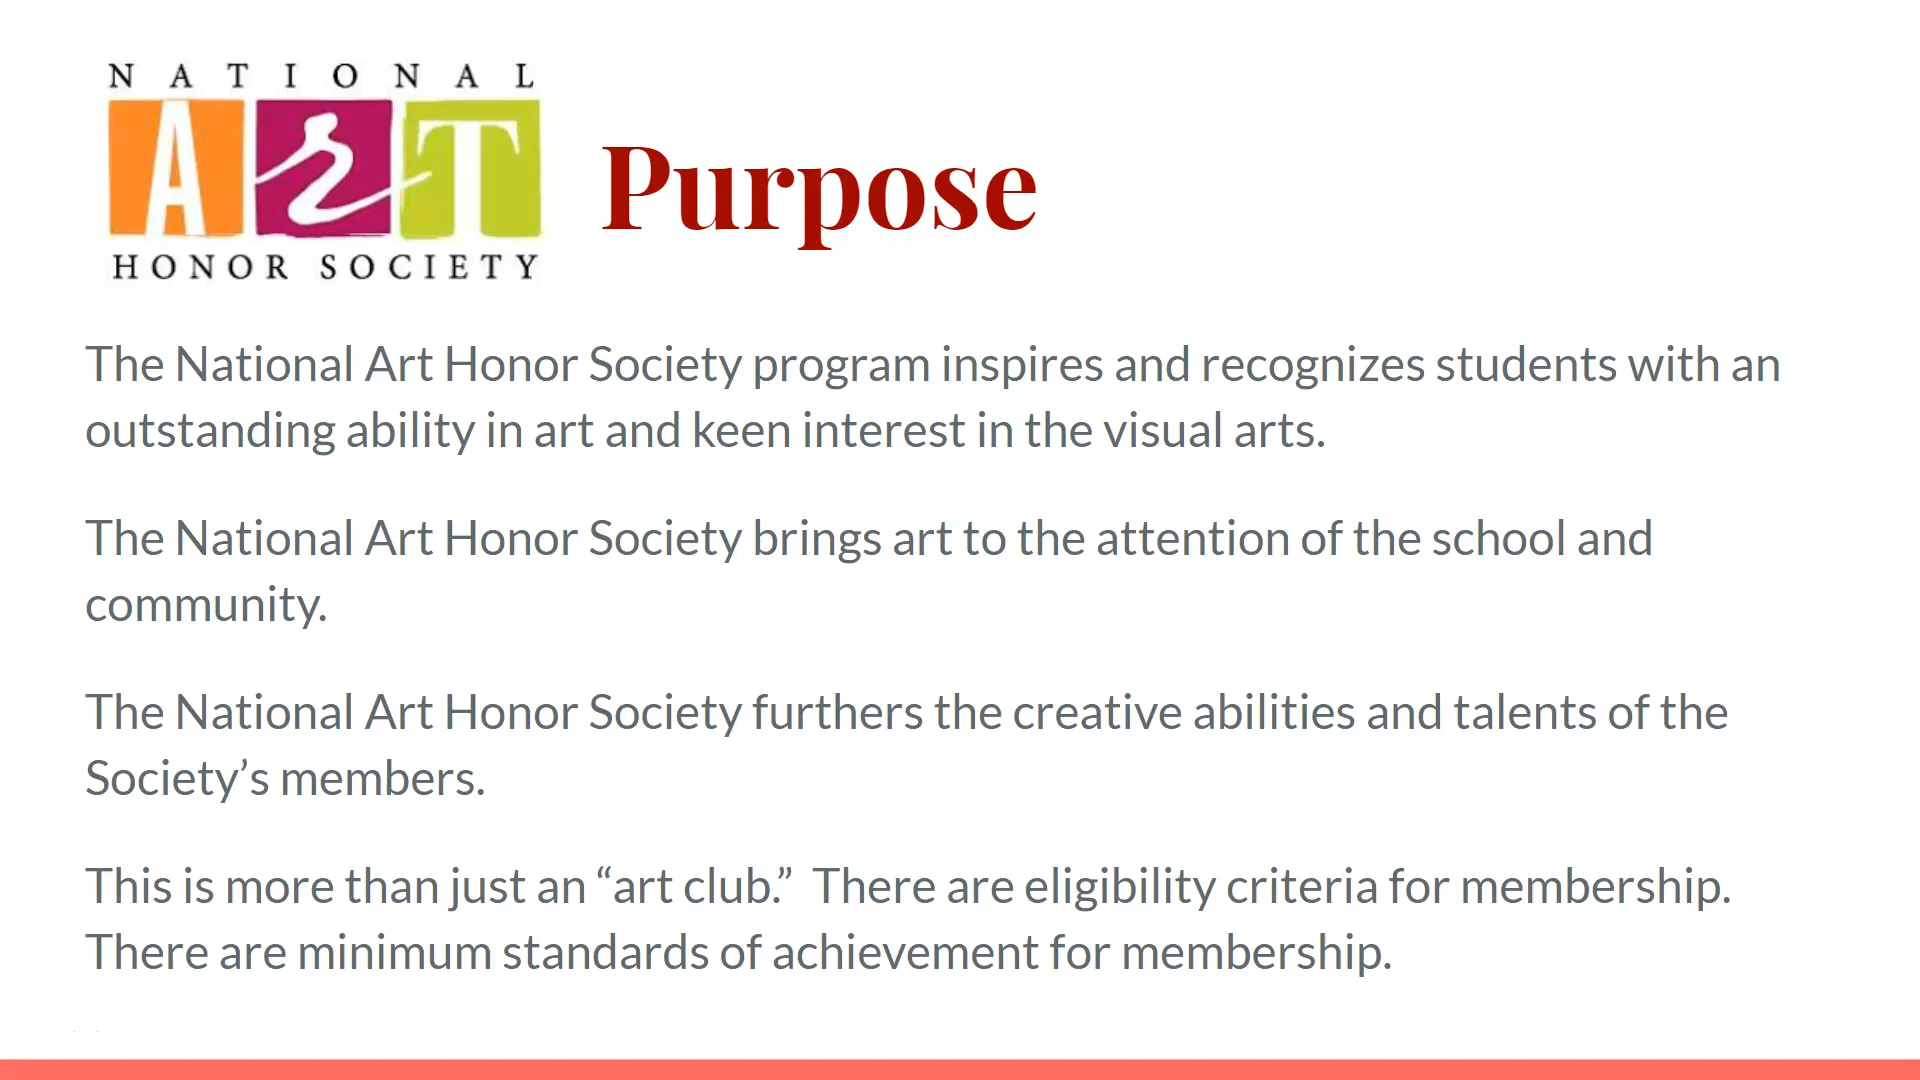 NATIONAL
ArT
HONOR SOCIETY
Purpose
The National Art Honor Society program inspires and recognizes students with an
outstanding ability in art and keen interest in the visual arts.
The National Art Honor Society brings art to the attention of the school and
community.
The National Art Honor Society furthers the creative abilities and talents of the
Society’s members.
This is more than just an “art club.”  There are eligibility criteria for membership.
There are minimum standards of achievement for membership.